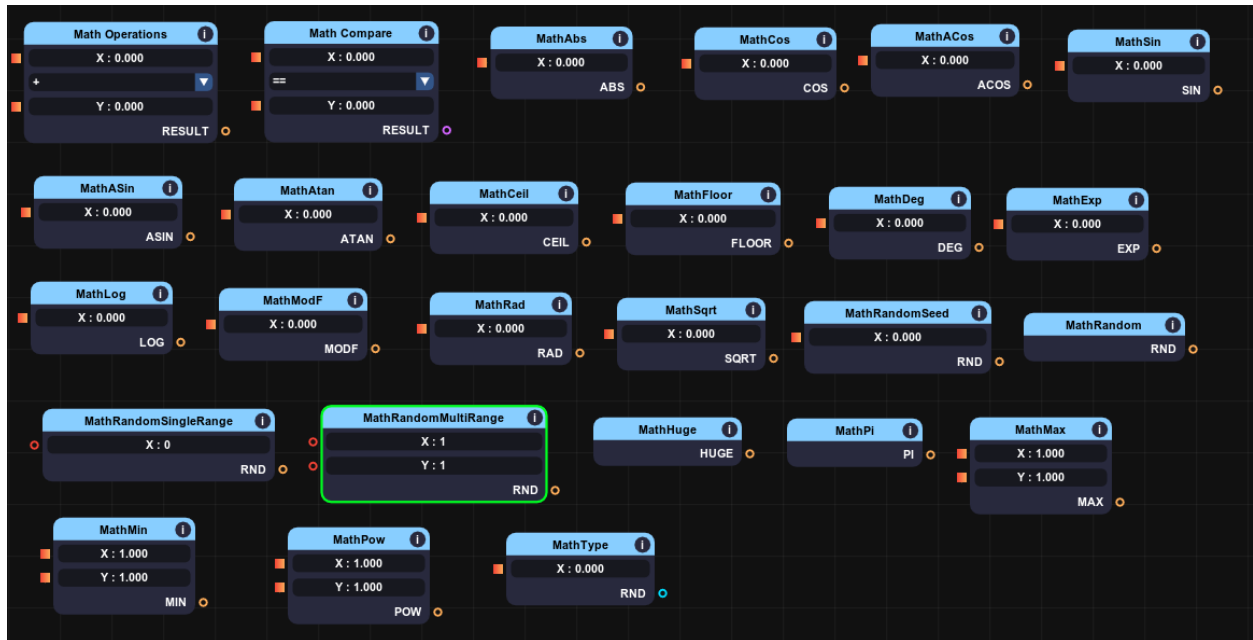 Math Operations i
X : 0.000
+
Y : 0.000
RESULT
Math Compare i
X : 0.000
==
Y : 0.000
RESULT
MathAbs i
X : 0.000
ABS
MathCos i
X : 0.000
COS
MathACos i
X : 0.000
ACOS
MathSin i
X : 0.000
SIN
MathASin i
X : 0.000
ASIN
MathAtan i
X : 0.000
ATAN
MathCeil i
X : 0.000
CEIL
MathFloor i
X : 0.000
FLOOR
MathDeg i
X : 0.000
DEG
MathExp i
X : 0.000
EXP
MathLog i
X : 0.000
LOG
MathModF i
X : 0.000
MODF
MathRad i
X : 0.000
RAD
MathSqrt i
X : 0.000
SQRT
MathRandomSeed i
X : 0.000
RND
MathRandom i
RND
MathRandomSingleRange i
X : 0
RND
MathRandomMultiRange i
X : 1
Y : 1
RND
MathHuge i
HUGE
MathPi i
PI
MathMax i
X : 1.000
Y : 1.000
MAX
MathMin i
X : 1.000
Y : 1.000
MIN
MathPow i
X : 1.000
Y : 1.000
POW
MathType i
X : 0.000
RND